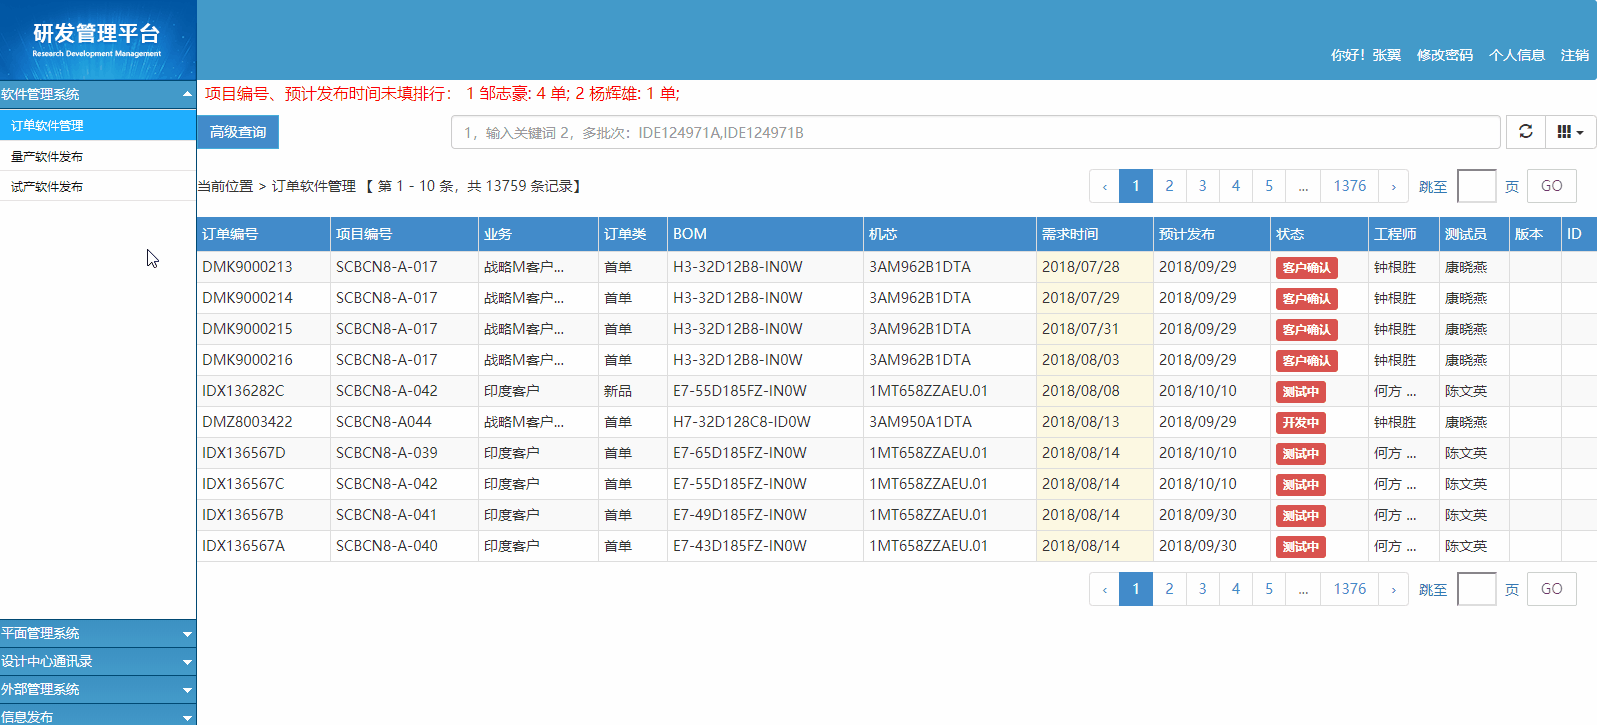 研发管理平台
Research Development Management
你好！张翼 修改密码 个人信息 注销
软件管理系统
订单软件管理
量产软件发布
试产软件发布
平面管理系统
设计中心通讯录
外部管理系统
信息发布
项目编号、预计发布时间未填排行： 1 邹志豪: 4 单; 2 杨辉雄: 1 单;
高级查询
1，输入关键词 2，多批次：IDE124971A,IDE124971B
当前位置 > 订单软件管理 【 第 1 - 10 条，共 13759 条记录】
‹ 1 2 3 4 5 ... 1376 › 跳至 页 GO
订单编号 项目编号 业务 订单类 BOM 机芯 需求时间 预计发布 状态 工程师 测试员 版本 ID
DMK9000213 SCBCN8-A-017 战略M客户... 首单 H3-32D12B8-IN0W 3AM962B1DTA 2018/07/28 2018/09/29 客户确认 钟根胜 康晓燕
DMK9000214 SCBCN8-A-017 战略M客户... 首单 H3-32D12B8-IN0W 3AM962B1DTA 2018/07/29 2018/09/29 客户确认 钟根胜 康晓燕
DMK9000215 SCBCN8-A-017 战略M客户... 首单 H3-32D12B8-IN0W 3AM962B1DTA 2018/07/31 2018/09/29 客户确认 钟根胜 康晓燕
DMK9000216 SCBCN8-A-017 战略M客户... 首单 H3-32D12B8-IN0W 3AM962B1DTA 2018/08/03 2018/09/29 客户确认 钟根胜 康晓燕
IDX136282C SCBCN8-A-042 印度客户 新品 E7-55D185FZ-IN0W 1MT658ZZAEU.01 2018/08/08 2018/10/10 测试中 何方 ... 陈文英
DMZ8003422 SCBCN8-A044 战略M客户... 首单 H7-32D128C8-ID0W 3AM950A1DTA 2018/08/13 2018/09/29 开发中 钟根胜 康晓燕
IDX136567D SCBCN8-A-039 印度客户 首单 E7-65D185FZ-IN0W 1MT658ZZAEU.01 2018/08/14 2018/10/10 测试中 何方 ... 陈文英
IDX136567C SCBCN8-A-042 印度客户 首单 E7-55D185FZ-IN0W 1MT658ZZAEU.01 2018/08/14 2018/10/10 测试中 何方 ... 陈文英
IDX136567B SCBCN8-A-041 印度客户 首单 E7-49D185FZ-IN0W 1MT658ZZAEU.01 2018/08/14 2018/09/30 测试中 何方 ... 陈文英
IDX136567A SCBCN8-A-040 印度客户 首单 E7-43D185FZ-IN0W 1MT658ZZAEU.01 2018/08/14 2018/09/30 测试中 何方 ... 陈文英
‹ 1 2 3 4 5 ... 1376 › 跳至 页 GO